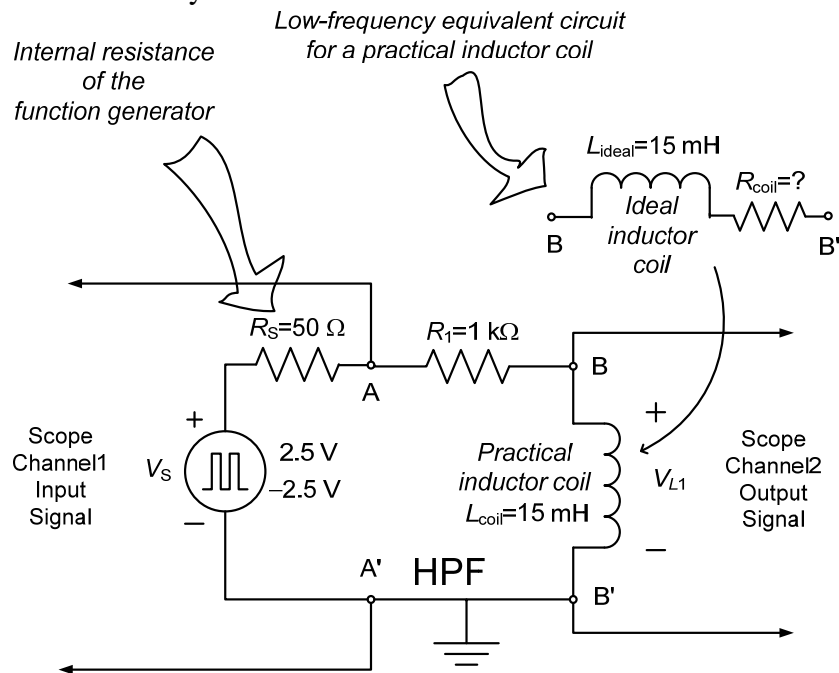 Low-frequency equivalent circuit
for a practical inductor coil
Internal resistance
of the
function generator
Lideal=15 mH
Rcoil=?
Ideal
inductor
coil
B
B'
RS=50 Ω
R1=1 kΩ
A
B
+
+
Scope
Channel1
Input
Signal
VS
2.5 V
−2.5 V
Practical
inductor coil
Lcoil=15 mH
VL1
Scope
Channel2
Output
Signal
−
−
A'
HPF
B'